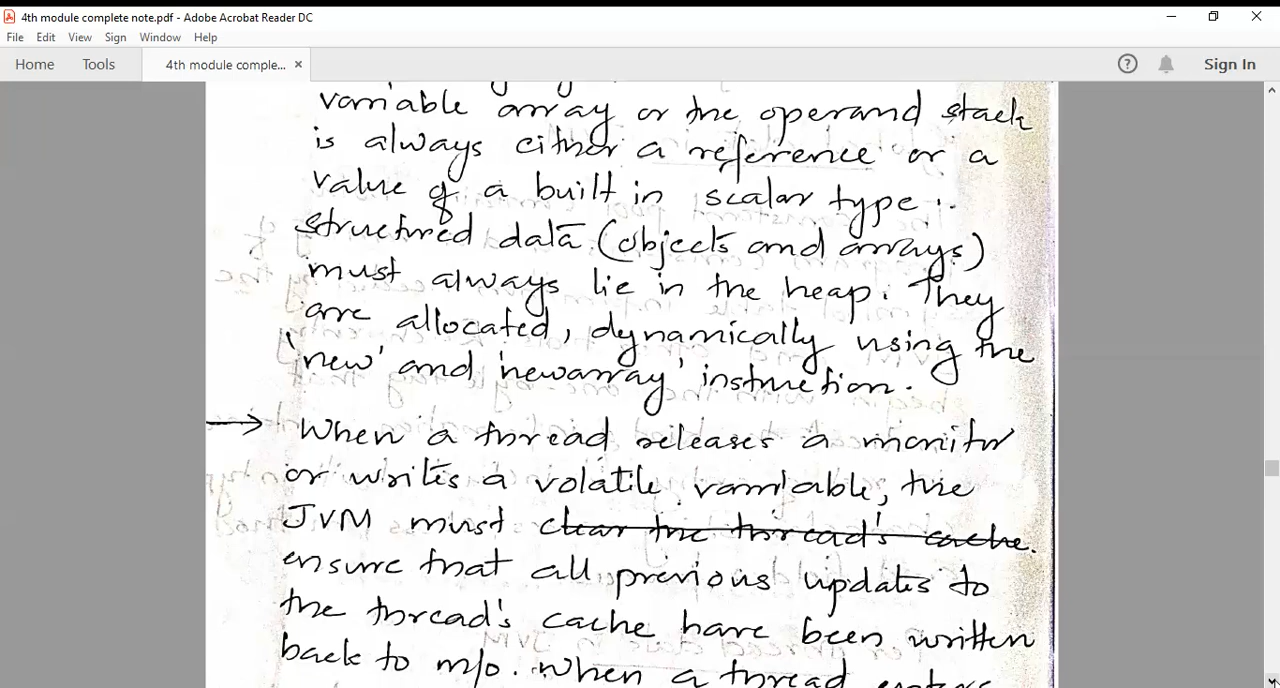 4th module complete note.pdf - Adobe Acrobat Reader DC
File Edit View Sign Window Help
Home Tools 4th module comple... × Sign In
variable array or the operand stack
is always either a reference or a
value of a built in scalar type.
structured data (objects and arrays)
must always lie in the heap. They
are allocated, dynamically using the
'new' and 'newarray' instruction.
→ When a thread releases a monitor
or writes a volatile variable, the
JVM must clear the thread's cache.
ensure that all previous updates to
the thread's cache have been written
back to m/o. When a thread enters